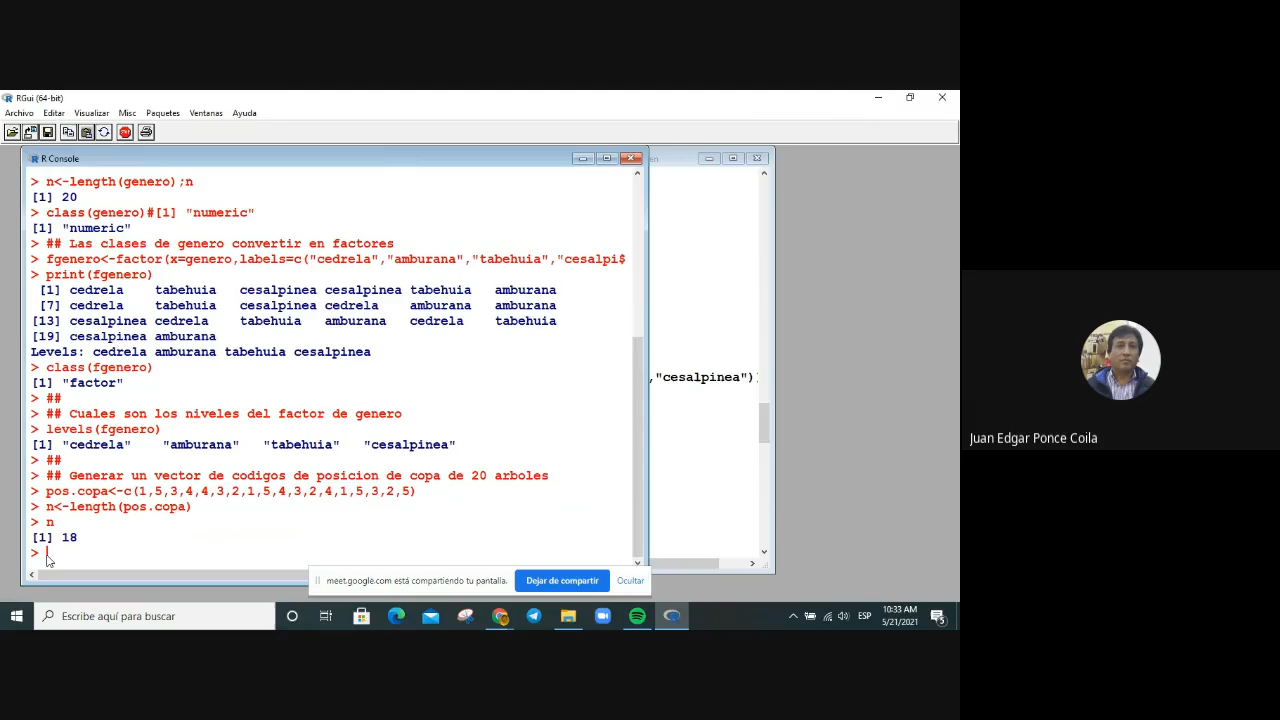 RGui (64-bit)
Archivo Editar Visualizar Misc Paquetes Ventanas Ayuda
R Console
> n<-length(genero);n
[1] 20
> class(genero)#[1] "numeric"
[1] "numeric"
> ## Las clases de genero convertir en factores
> fgenero<-factor(x=genero,labels=c("cedrela","amburana","tabehuia","cesalpi$
> print(fgenero)
[1] cedrela tabehuia cesalpinea cesalpinea tabehuia amburana
[7] cedrela tabehuia cesalpinea cedrela amburana amburana
[13] cesalpinea cedrela tabehuia amburana cedrela tabehuia
[19] cesalpinea amburana
Levels: cedrela amburana tabehuia cesalpinea
> class(fgenero)
[1] "factor"
> ##
> ## Cuales son los niveles del factor de genero
> levels(fgenero)
[1] "cedrela" "amburana" "tabehuia" "cesalpinea"
> ##
> ## Generar un vector de codigos de posicion de copa de 20 arboles
> pos.copa<-c(1,5,3,4,4,3,2,1,5,4,3,2,4,1,5,3,2,5)
> n<-length(pos.copa)
> n
[1] 18
>
,"cesalpinea"))
meet.google.com está compartiendo tu pantalla. Dejar de compartir Ocultar
Escribe aquí para buscar
ESP
10:33 AM
5/21/2021
5
Juan Edgar Ponce Coila